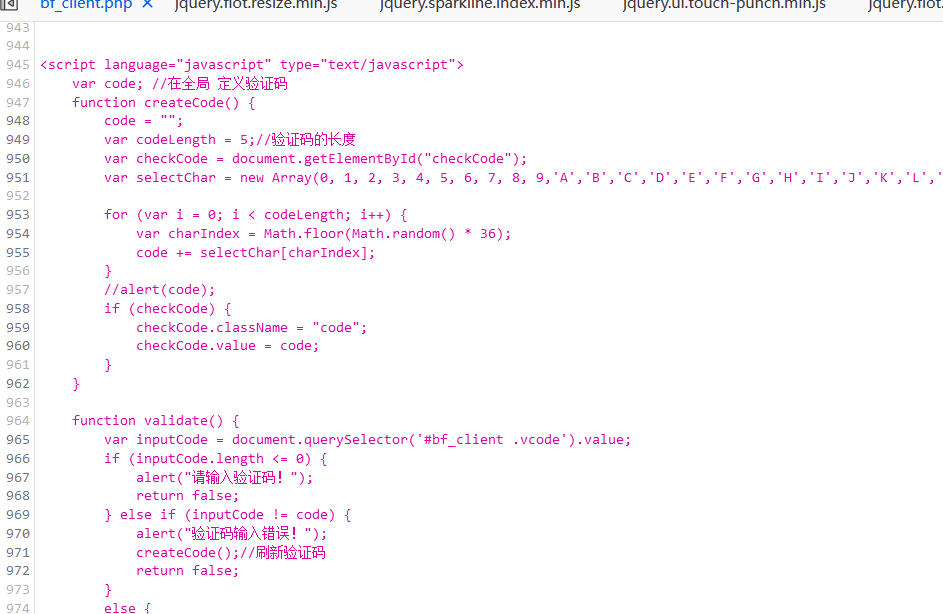 bf_client.php × jquery.flot.resize.min.js jquery.sparkline.index.min.js jquery.ui.touch-punch.min.js jquery.flot.
943
944
945 <script language="javascript" type="text/javascript">
946 var code; //在全局 定义验证码
947 function createCode() {
948 code = "";
949 var codeLength = 5;//验证码的长度
950 var checkCode = document.getElementById("checkCode");
951 var selectChar = new Array(0, 1, 2, 3, 4, 5, 6, 7, 8, 9,'A','B','C','D','E','F','G','H','I','J','K','L','
952
953 for (var i = 0; i < codeLength; i++) {
954 var charIndex = Math.floor(Math.random() * 36);
955 code += selectChar[charIndex];
956 }
957 //alert(code);
958 if (checkCode) {
959 checkCode.className = "code";
960 checkCode.value = code;
961 }
962 }
963
964 function validate() {
965 var inputCode = document.querySelector('#bf_client .vcode').value;
966 if (inputCode.length <= 0) {
967 alert("请输入验证码！");
968 return false;
969 } else if (inputCode != code) {
970 alert("验证码输入错误！");
971 createCode();//刷新验证码
972 return false;
973 }
974 else {